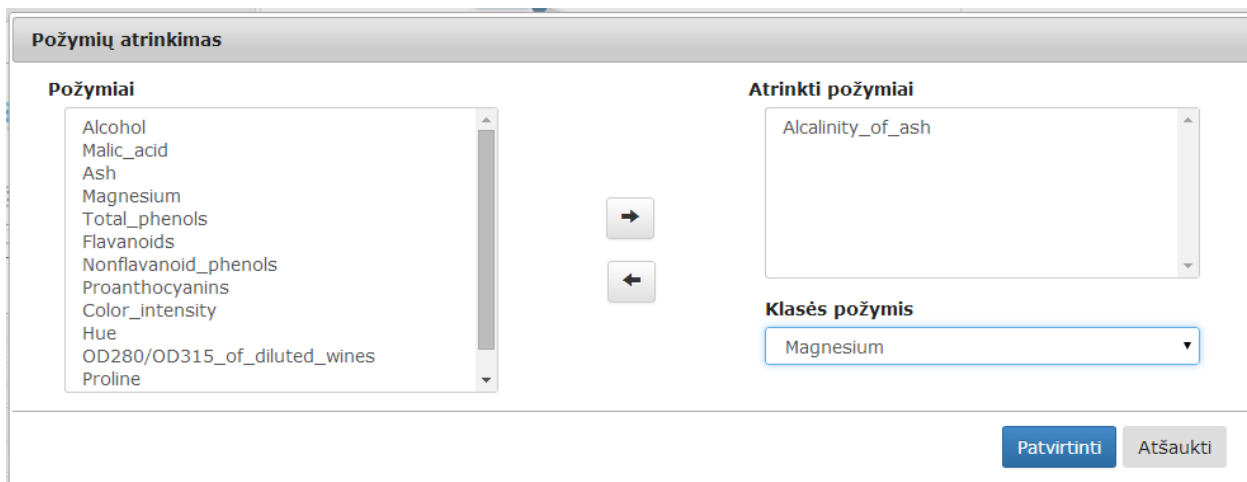 Požymių atrinkimas
Požymiai
Alcohol
Malic_acid
Ash
Magnesium
Total_phenols
Flavanoids
Nonflavanoid_phenols
Proanthocyanins
Color_intensity
Hue
OD280/OD315_of_diluted_wines
Proline
Atrinkti požymiai
Alcalinity_of_ash
Klasės požymis
Magnesium
Patvirtinti Atšaukti